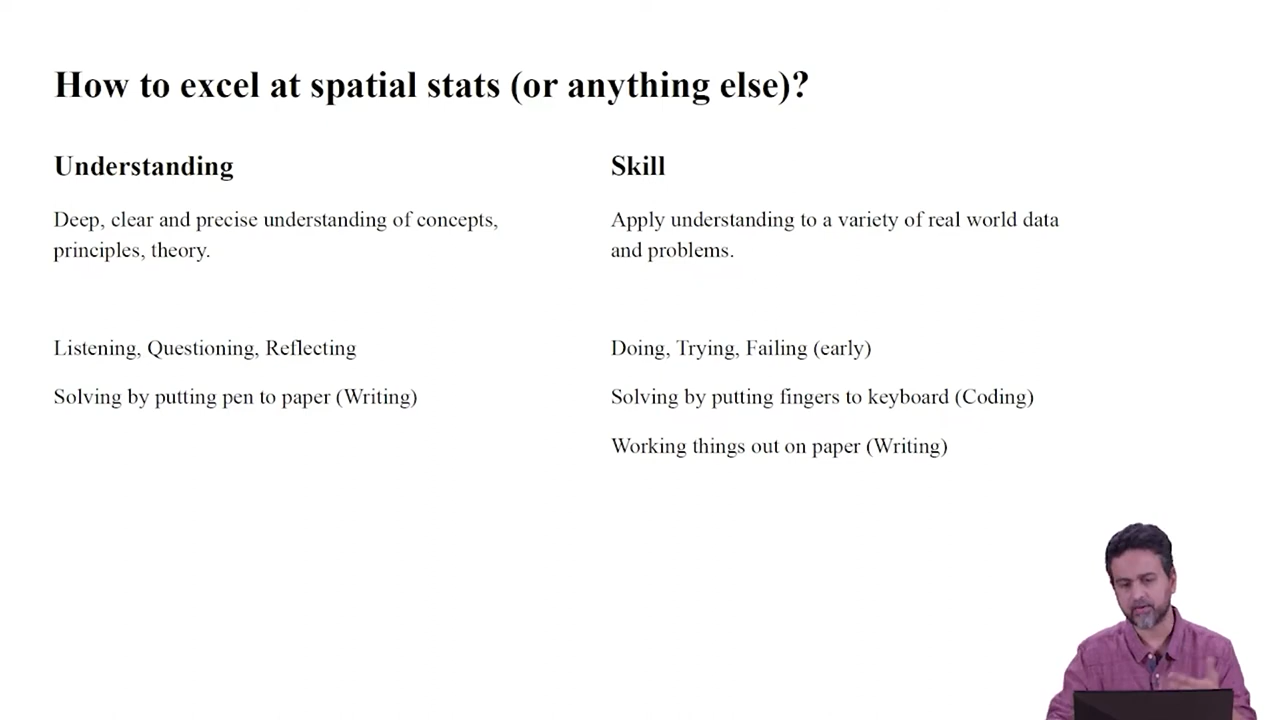 How to excel at spatial stats (or anything else)?
Understanding
Deep, clear and precise understanding of concepts,
principles, theory.
Listening, Questioning, Reflecting
Solving by putting pen to paper (Writing)
Skill
Apply understanding to a variety of real world data
and problems.
Doing, Trying, Failing (early)
Solving by putting fingers to keyboard (Coding)
Working things out on paper (Writing)